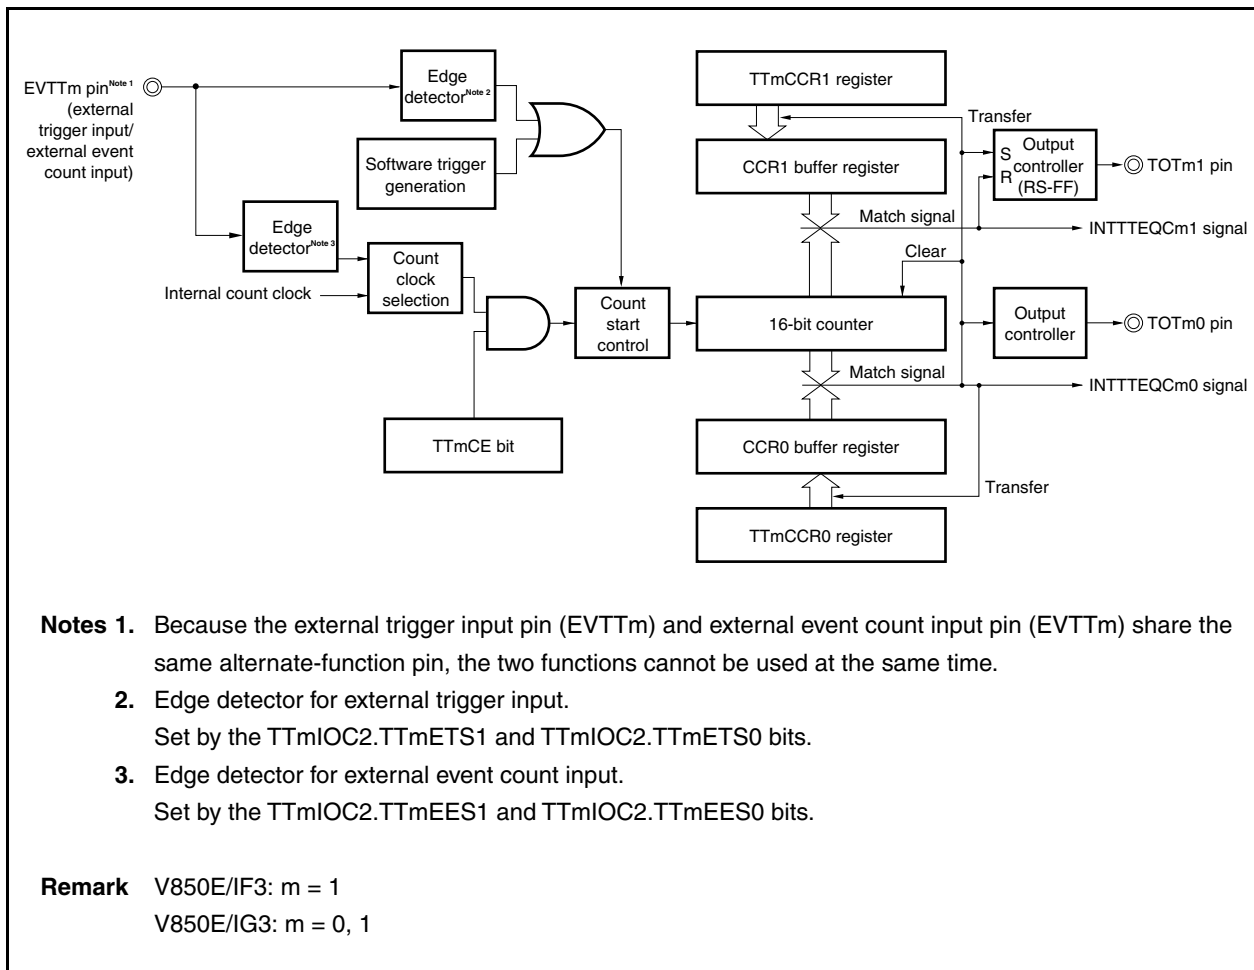 EVTTm pin Note 1
(external
trigger input/
external event
count input)
Edge
detector Note 2
Software trigger
generation
Edge
detector Note 3
Internal count clock
Count
clock
selection
TTmCE bit
Count
start
control
TTmCCR1 register
Transfer
CCR1 buffer register
S
R
Output
controller
(RS-FF)
TOTm1 pin
Match signal
INTTTEQCm1 signal
Clear
16-bit counter
Output
controller
TOTm0 pin
Match signal
INTTTEQCm0 signal
CCR0 buffer register
Transfer
TTmCCR0 register
Notes 1. Because the external trigger input pin (EVTTm) and external event count input pin (EVTTm) share the
same alternate-function pin, the two functions cannot be used at the same time.
2. Edge detector for external trigger input.
Set by the TTmIOC2.TTmETS1 and TTmIOC2.TTmETS0 bits.
3. Edge detector for external event count input.
Set by the TTmIOC2.TTmEES1 and TTmIOC2.TTmEES0 bits.
Remark V850E/IF3: m = 1
V850E/IG3: m = 0, 1